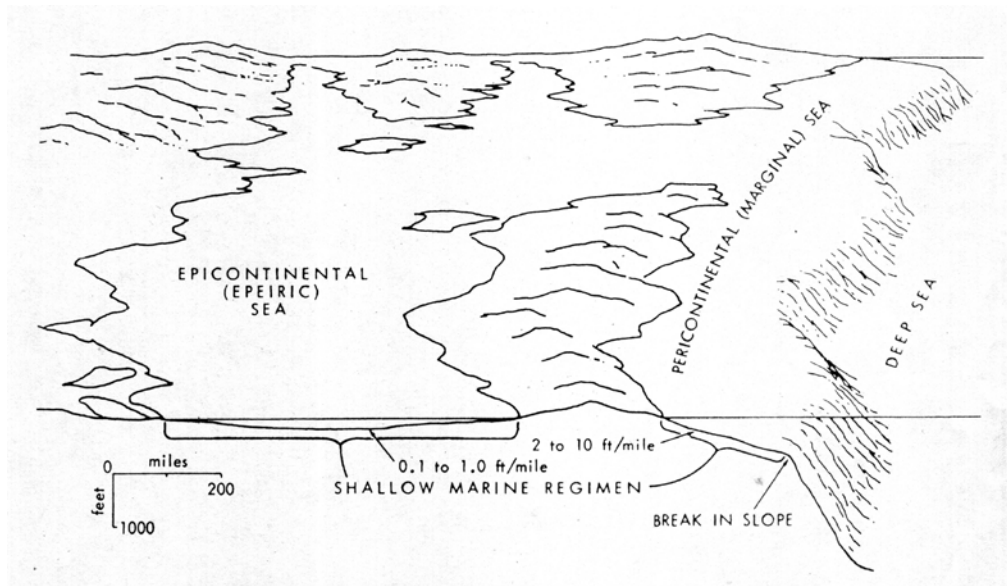 PERICONTINENTAL (MARGINAL) SEA
EPICONTINENTAL
(EPEIRIC)
SEA
DEEP SEA
2 to 10 ft/mile
0.1 to 1.0 ft/mile
0 miles
200
feet
1000
SHALLOW MARINE REGIMEN
BREAK IN SLOPE